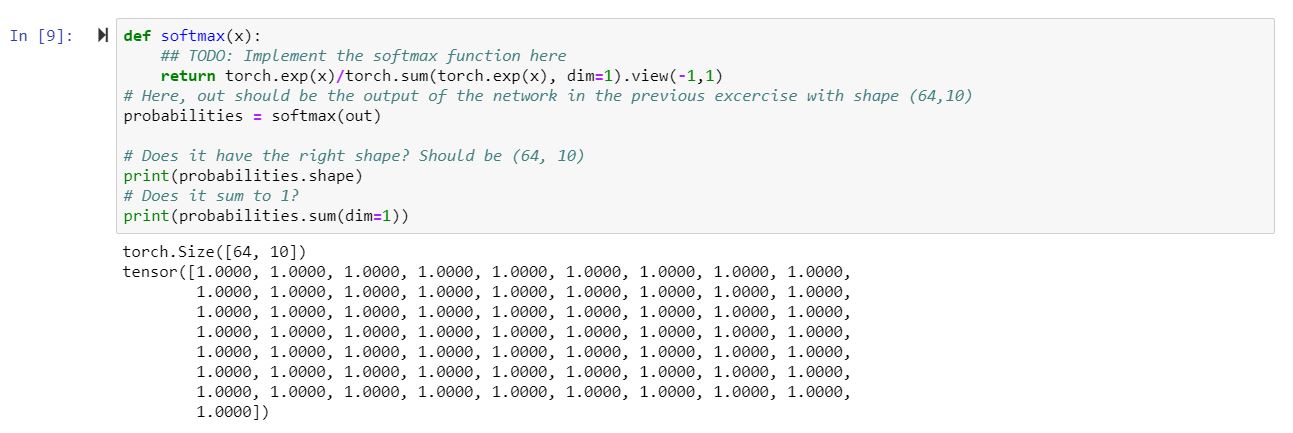 In [9]:
def softmax(x):
    ## TODO: Implement the softmax function here
    return torch.exp(x)/torch.sum(torch.exp(x), dim=1).view(-1,1)
# Here, out should be the output of the network in the previous excercise with shape (64,10)
probabilities = softmax(out)

# Does it have the right shape? Should be (64, 10)
print(probabilities.shape)
# Does it sum to 1?
print(probabilities.sum(dim=1))
torch.Size([64, 10])
tensor([1.0000, 1.0000, 1.0000, 1.0000, 1.0000, 1.0000, 1.0000, 1.0000, 1.0000,
        1.0000, 1.0000, 1.0000, 1.0000, 1.0000, 1.0000, 1.0000, 1.0000, 1.0000,
        1.0000, 1.0000, 1.0000, 1.0000, 1.0000, 1.0000, 1.0000, 1.0000, 1.0000,
        1.0000, 1.0000, 1.0000, 1.0000, 1.0000, 1.0000, 1.0000, 1.0000, 1.0000,
        1.0000, 1.0000, 1.0000, 1.0000, 1.0000, 1.0000, 1.0000, 1.0000, 1.0000,
        1.0000, 1.0000, 1.0000, 1.0000, 1.0000, 1.0000, 1.0000, 1.0000, 1.0000,
        1.0000, 1.0000, 1.0000, 1.0000, 1.0000, 1.0000, 1.0000, 1.0000, 1.0000,
        1.0000])